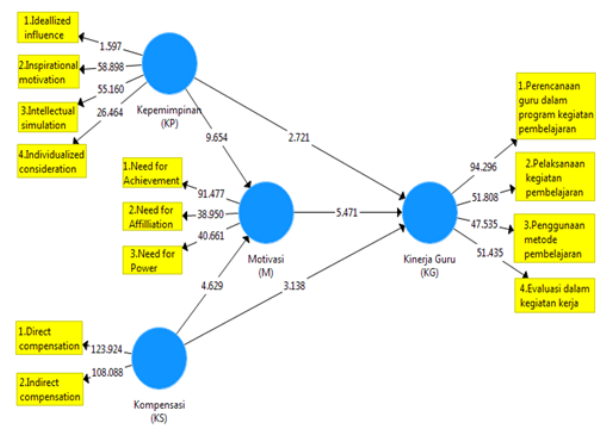 1.Ideallized
influence
1.597
2.Inspirational
motivation
58.898
55.160
3.Intellectual
simulation
26.464
4.Individualized
consideration
Kepemimpinan
(KP)
9.654
2.721
1.Need for
Achievement
91.477
2.Need for
Affilliation
38.950
40.661
3.Need for
Power
Motivasi
(M)
5.471
4.629
3.138
1.Direct
compensation
123.924
2.Indirect
compensation
108.088
Kompensasi
(KS)
Kinerja Guru
(KG)
1.Perencanaan
guru dalam
program kegiatan
pembelajaran
94.296
2.Pelaksanaan
kegiatan
pembelajaran
51.808
47.535
3.Penggunaan
metode
pembelajaran
51.435
4.Evaluasi dalam
kegiatan kerja